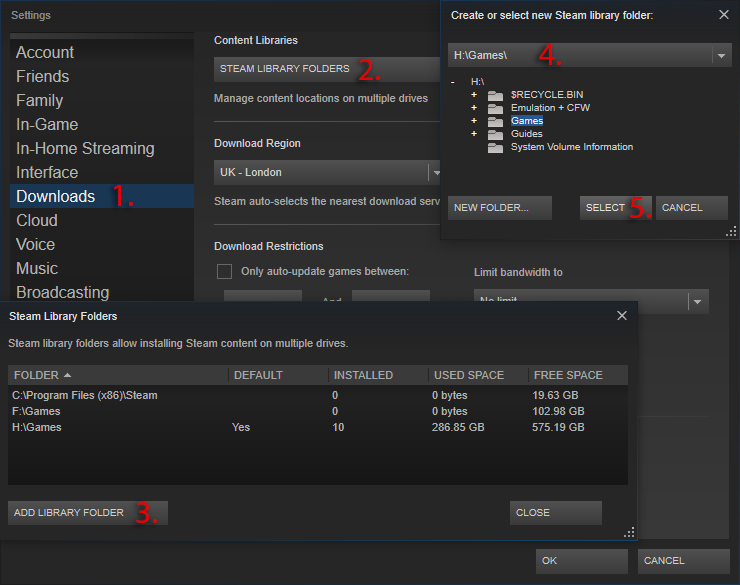 Settings
Account
Friends
Family
In-Game
In-Home Streaming
Interface
Downloads 1.
Cloud
Voice
Music
Broadcasting
Content Libraries
STEAM LIBRARY FOLDERS 2.
Manage content locations on multiple drives
Download Region
UK - London
Steam auto-selects the nearest download serv
Download Restrictions
Only auto-update games between:
And
Limit bandwidth to
No limit
Create or select new Steam library folder:
H:\Games\ 4.
- H:\
+ $RECYCLE.BIN
+ Emulation + CFW
+ Games
+ Guides
System Volume Information
NEW FOLDER... SELECT 5. CANCEL
Steam Library Folders
Steam library folders allow installing Steam content on multiple drives.
FOLDER DEFAULT INSTALLED USED SPACE FREE SPACE
C:\Program Files (x86)\Steam 0 0 bytes 19.63 GB
F:\Games 0 0 bytes 102.98 GB
H:\Games Yes 10 286.85 GB 575.19 GB
ADD LIBRARY FOLDER 3. CLOSE
OK CANCEL